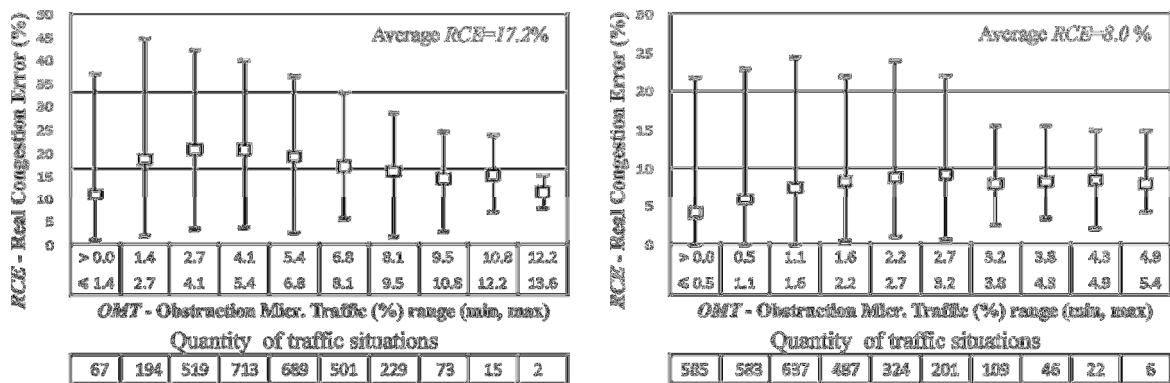 RCE - Real Congestion Error (%)
50
45
40
35
30
25
20
15
10
5
0
Average RCE=17.2%
> 0.0 1.4 2.7 4.1 5.4 6.8 8.1 9.5 10.8 12.2
≤ 1.4 2.7 4.1 5.4 6.8 8.1 9.5 10.8 12.2 13.6
OMT - Obstruction Micr. Traffic (%) range (min, max)
Quantity of traffic situations
67 194 519 713 689 501 229 73 15 2
RCE - Real Congestion Error (%)
30
25
20
15
10
5
0
Average RCE=8.0 %
> 0.0 0.5 1.1 1.6 2.2 2.7 3.2 3.8 4.3 4.9
≤ 0.5 1.1 1.6 2.2 2.7 3.2 3.8 4.3 4.9 5.4
OMT - Obstruction Micr. Traffic (%) range (min, max)
Quantity of traffic situations
585 583 637 487 324 201 109 46 22 6